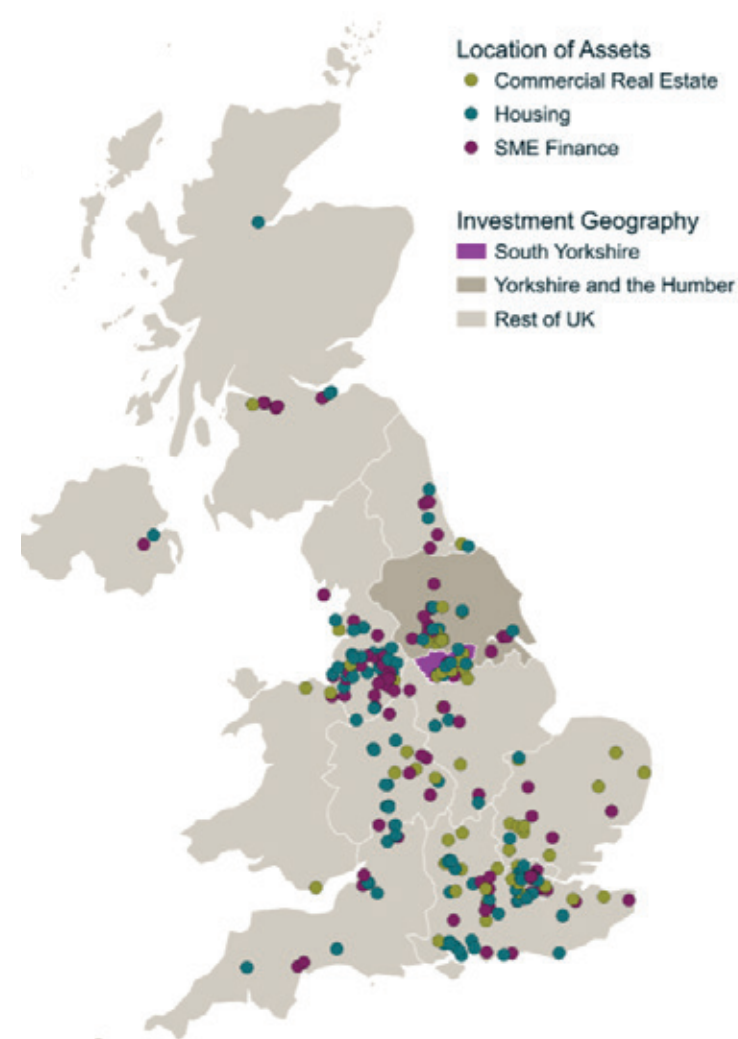 Location of Assets
Commercial Real Estate
Housing
SME Finance
Investment Geography
South Yorkshire
Yorkshire and the Humber
Rest of UK